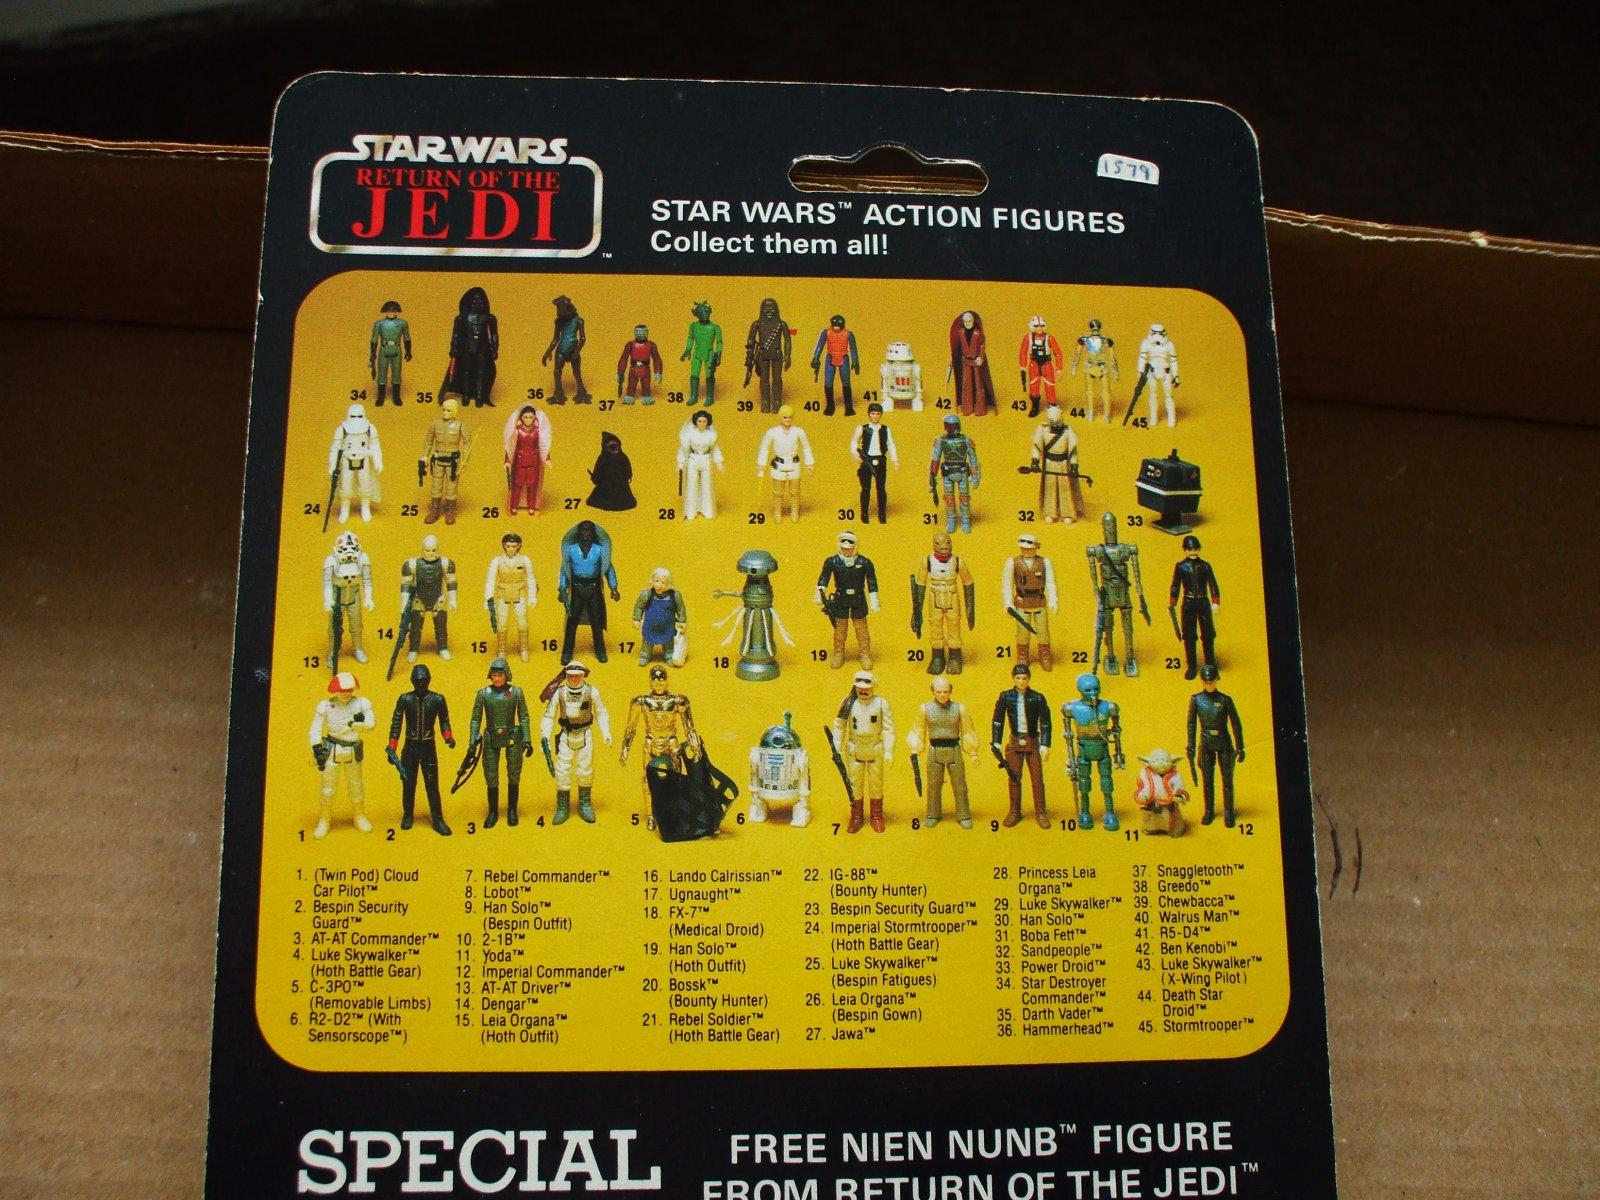 STAR WARS
RETURN OF THE
JEDI™
1579
STAR WARS™ ACTION FIGURES
Collect them all!
34 35 36 37 38 39 40 41 42 43 44 45
24 25 26 27 28 29 30 31 32 33
13 14 15 16 17 18 19 20 21 22 23
1 2 3 4 5 6 7 8 9 10 11 12
1. (Twin Pod) Cloud
Car Pilot™
2. Bespin Security
Guard™
3. AT-AT Commander™
4. Luke Skywalker™
(Hoth Battle Gear)
5. C-3PO™
(Removable Limbs)
6. R2-D2™ (With
Sensorscope™)
7. Rebel Commander™
8. Lobot™
9. Han Solo™
(Bespin Outfit)
10. 2-1B™
11. Yoda™
12. Imperial Commander™
13. AT-AT Driver™
14. Dengar™
15. Leia Organa™
(Hoth Outfit)
16. Lando Calrissian™
17. Ugnaught™
18. FX-7™
(Medical Droid)
19. Han Solo™
(Hoth Outfit)
20. Bossk™
(Bounty Hunter)
21. Rebel Soldier™
(Hoth Battle Gear)
22. IG-88™
(Bounty Hunter)
23. Bespin Security Guard™
24. Imperial Stormtrooper™
(Hoth Battle Gear)
25. Luke Skywalker™
(Bespin Fatigues)
26. Leia Organa™
(Bespin Gown)
27. Jawa™
28. Princess Leia
Organa™
29. Luke Skywalker™
30. Han Solo™
31. Boba Fett™
32. Sandpeople™
33. Power Droid™
34. Star Destroyer
Commander™
35. Darth Vader™
36. Hammerhead™
37. Snaggletooth™
38. Greedo™
39. Chewbacca™
40. Walrus Man™
41. R5-D4™
42. Ben Kenobi™
43. Luke Skywalker™
(X-Wing Pilot)
44. Death Star
Droid™
45. Stormtrooper™
SPECIAL
FREE NIEN NUNB™ FIGURE
FROM RETURN OF THE JEDI™